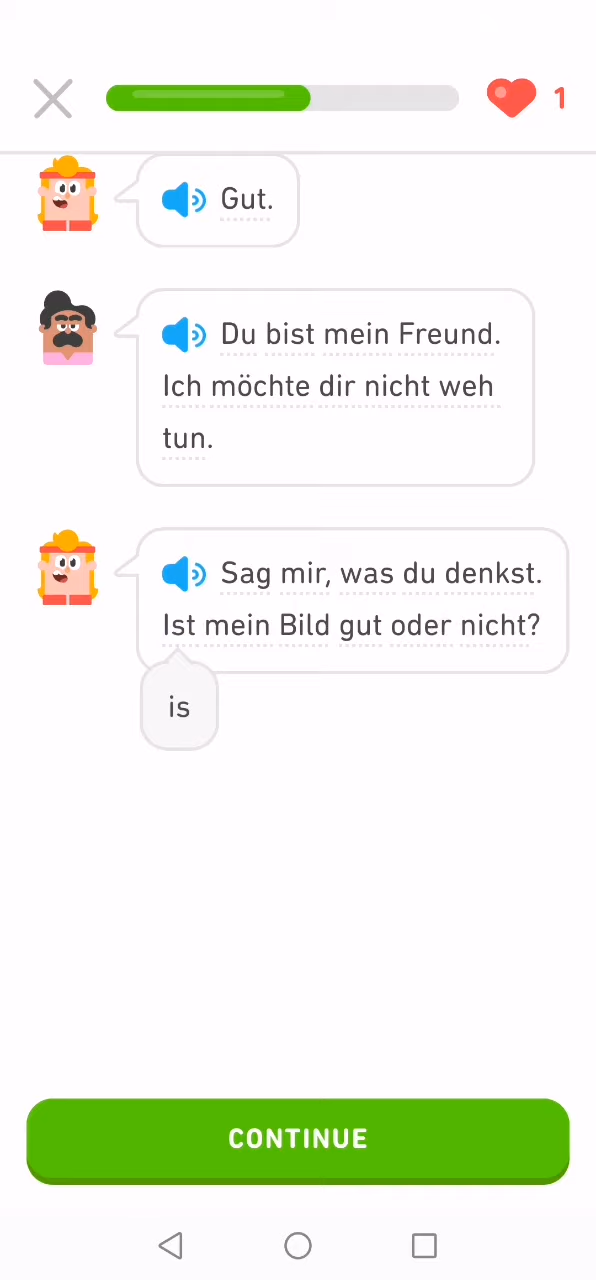 1
Gut.
Du bist mein Freund.
Ich möchte dir nicht weh
tun.
Sag mir, was du denkst.
Ist mein Bild gut oder nicht?
is
CONTINUE